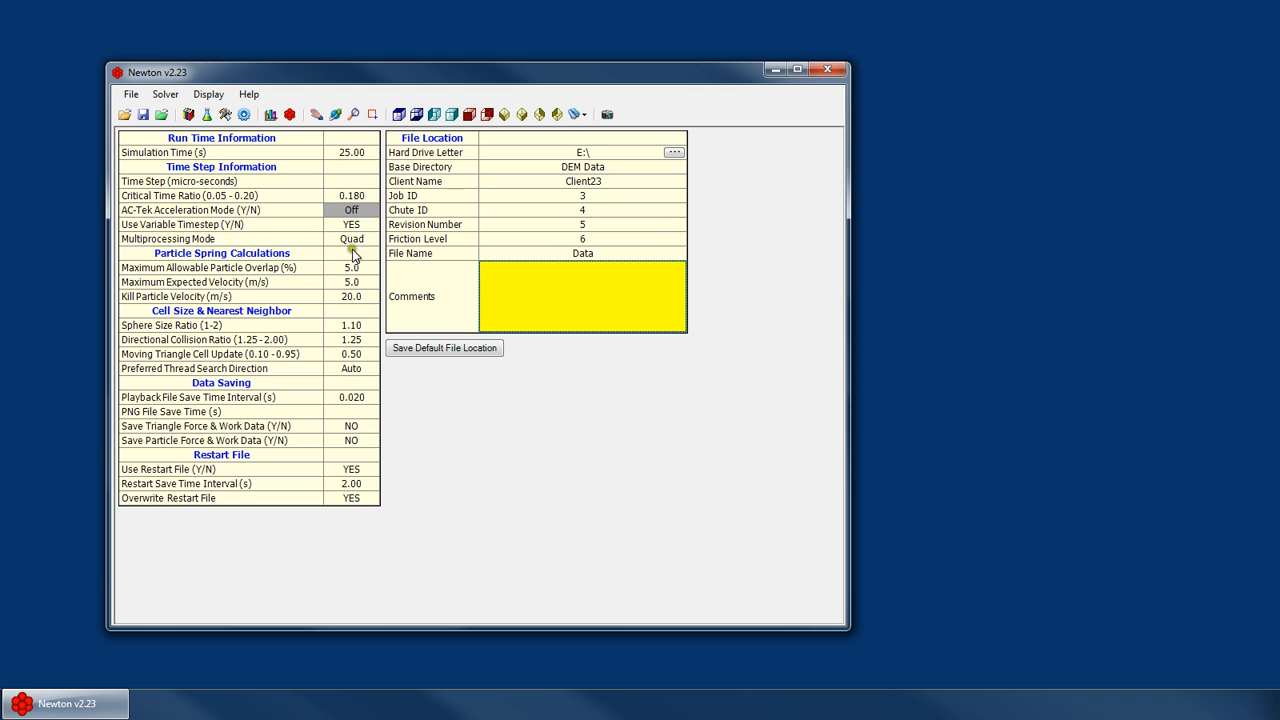 Newton v2.23
File Solver Display Help
Run Time Information
Simulation Time (s) 25.00
Time Step Information
Time Step (micro-seconds)
Critical Time Ratio (0.05 - 0.20) 0.180
AC-Tek Acceleration Mode (Y/N) Off
Use Variable Timestep (Y/N) YES
Multiprocessing Mode Quad
Particle Spring Calculations
Maximum Allowable Particle Overlap (%) 5.0
Maximum Expected Velocity (m/s) 5.0
Kill Particle Velocity (m/s) 20.0
Cell Size & Nearest Neighbor
Sphere Size Ratio (1-2) 1.10
Directional Collision Ratio (1.25 - 2.00) 1.25
Moving Triangle Cell Update (0.10 - 0.95) 0.50
Preferred Thread Search Direction Auto
Data Saving
Playback File Save Time Interval (s) 0.020
PNG File Save Time (s)
Save Triangle Force & Work Data (Y/N) NO
Save Particle Force & Work Data (Y/N) NO
Restart File
Use Restart File (Y/N) YES
Restart Save Time Interval (s) 2.00
Overwrite Restart File YES
File Location
Hard Drive Letter E:\ ...
Base Directory DEM Data
Client Name Client23
Job ID 3
Chute ID 4
Revision Number 5
Friction Level 6
File Name Data
Comments
Save Default File Location
Newton v2.23